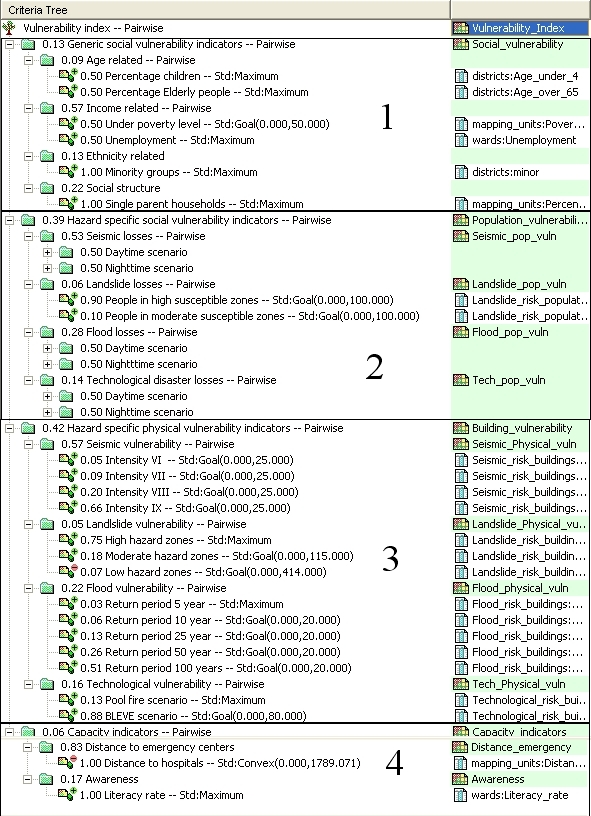 Criteria Tree
Vulnerability index -- Pairwise Vulnerability_Index
0.13 Generic social vulnerability indicators -- Pairwise Social_vulnerability
0.09 Age related -- Pairwise
0.50 Percentage children -- Std:Maximum districts:Age_under_4
0.50 Percentage Elderly people -- Std:Maximum districts:Age_over_65
1
0.57 Income related -- Pairwise
0.50 Under poverty level -- Std:Goal(0.000,50.000) mapping_units:Pover...
0.50 Unemployment -- Std:Maximum wards:Unemployment
0.13 Ethnicity related
1.00 Minority groups -- Std:Maximum districts:minor
0.22 Social structure
1.00 Single parent households -- Std:Maximum mapping_units:Percen...
0.39 Hazard specific social vulnerability indicators -- Pairwise Population_vulnerabili...
0.53 Seismic losses -- Pairwise Seismic_pop_vuln
0.50 Daytime scenario
0.50 Nighttime scenario
0.06 Landslide losses -- Pairwise Landslide_pop_vuln
0.90 People in high susceptible zones -- Std:Goal(0.000,100.000) Landslide_risk_populat...
0.10 People in moderate susceptible zones -- Std:Goal(0.000,100.000) Landslide_risk_populat...
0.28 Flood losses -- Pairwise Flood_pop_vuln
0.50 Daytime scenario
0.50 Nightttime scenario
2
0.14 Technological disaster losses -- Pairwise Tech_pop_vuln
0.50 Daytime scenario
0.50 Nighttime scenario
0.42 Hazard specific physical vulnerability indicators -- Pairwise Building_vulnerability
0.57 Seismic vulnerability -- Pairwise Seismic_Physical_vuln
0.05 Intensity VI -- Std:Goal(0.000,25.000) Seismic_risk_buildings...
0.09 Intensity VII -- Std:Goal(0.000,25.000) Seismic_risk_buildings...
0.20 Intensity VIII -- Std:Goal(0.000,25.000) Seismic_risk_buildings...
0.66 Intensity IX -- Std:Goal(0.000,25.000) Seismic_risk_buildings...
0.05 Landlside vulnerability -- Pairwise Landslide_Physical_vu...
0.75 High hazard zones -- Std:Maximum Landslide_risk_buildin...
0.18 Moderate hazard zones -- Std:Goal(0.000,115.000) Landslide_risk_buildin...
3
0.07 Low hazard zones -- Std:Goal(0.000,414.000) Landslide_risk_buildin...
0.22 Flood vulnerability -- Pairwise Flood_physical_vuln
0.03 Return period 5 year -- Std:Maximum Flood_risk_buildings:...
0.06 Return period 10 year -- Std:Goal(0.000,20.000) Flood_risk_buildings:...
0.13 Return period 25 year -- Std:Goal(0.000,20.000) Flood_risk_buildings:...
0.26 Return period 50 year -- Std:Goal(0.000,20.000) Flood_risk_buildings:...
0.51 Return period 100 years -- Std:Goal(0.000,20.000) Flood_risk_buildings:...
0.16 Technological vulnerability -- Pairwise Tech_Physical_vuln
0.13 Pool fire scenario -- Std:Maximum Technological_risk_bui...
0.88 BLEVE scenario -- Std:Goal(0.000,80.000) Technological_risk_bui...
0.06 Capacity indicators -- Pairwise Capacity_indicators
0.83 Distance to emergency centers Distance_emergency
1.00 Distance to hospitals -- Std:Convex(0.000,1789.071) mapping_units:Distan...
4
0.17 Awareness Awareness
1.00 Literacy rate -- Std:Maximum wards:Literacy_rate